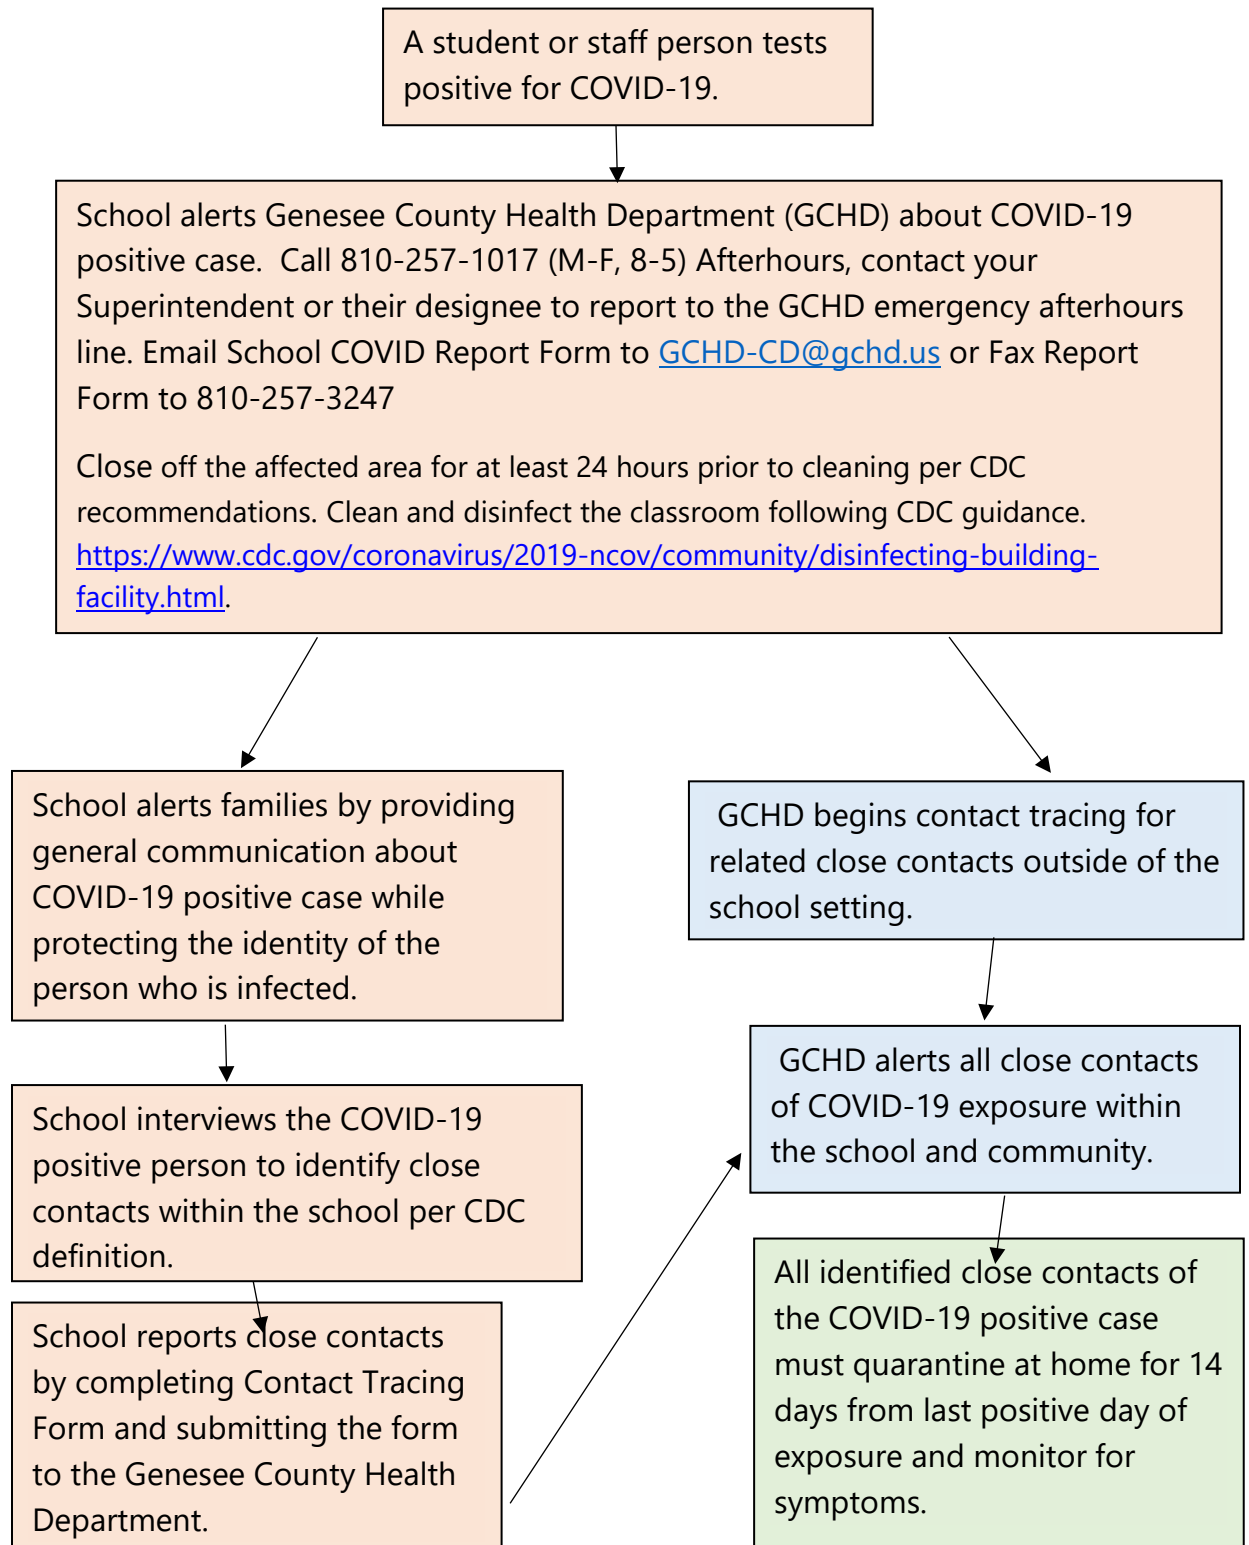 A student or staff person tests
positive for COVID-19.
School alerts Genesee County Health Department (GCHD) about COVID-19
positive case.  Call 810-257-1017 (M-F, 8-5) Afterhours, contact your
Superintendent or their designee to report to the GCHD emergency afterhours
line. Email School COVID Report Form to GCHD-CD@gchd.us or Fax Report
Form to 810-257-3247
Close off the affected area for at least 24 hours prior to cleaning per CDC
recommendations. Clean and disinfect the classroom following CDC guidance.
https://www.cdc.gov/coronavirus/2019-ncov/community/disinfecting-building-
facility.html.
School alerts families by providing
general communication about
COVID-19 positive case while
protecting the identity of the
person who is infected.
School interviews the COVID-19
positive person to identify close
contacts within the school per CDC
definition.
School reports close contacts
by completing Contact Tracing
Form and submitting the form
to the Genesee County Health
Department.
GCHD begins contact tracing for
related close contacts outside of the
school setting.
GCHD alerts all close contacts
of COVID-19 exposure within
the school and community.
All identified close contacts of
the COVID-19 positive case
must quarantine at home for 14
days from last positive day of
exposure and monitor for
symptoms.